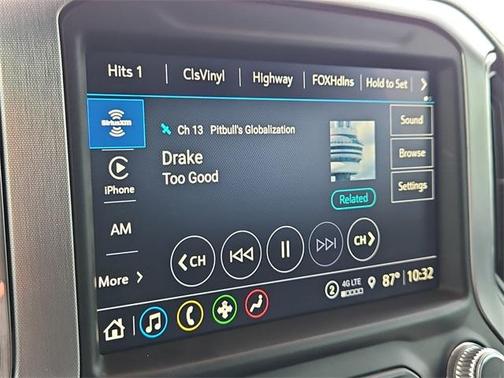 Hits 1 ClsVinyl Highway FOXHdlns Hold to Set >
SiriusXM
Ch 13 Pitbull's Globalization
Sound
Drake
Too Good
Browse
iPhone
Related
Settings
AM
<CH CH>
More >
2 4G LTE 87° 10:32